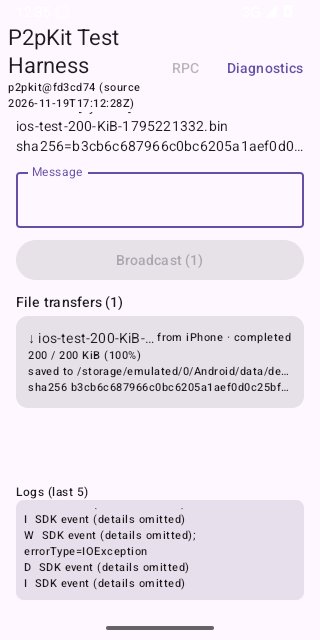 P2pKit Test
Harness
RPC
Diagnostics
p2pkit@fd3cd74 (source
2026-11-19T17:12:28Z)
ios-test-200-KiB-1795221332.bin
sha256=b3cb6c687966c0bc6205a1aef0d0...
Message
Broadcast (1)
File transfers (1)
↓ ios-test-200-KiB-... from iPhone · completed
200 / 200 KiB (100%)
saved to /storage/emulated/0/Android/data/de...
sha256 b3cb6c687966c0bc6205a1aef0d0c25bf...
Logs (last 5)
I SDK event (details omitted)
W SDK event (details omitted);
errorType=IOException
D SDK event (details omitted)
I SDK event (details omitted)